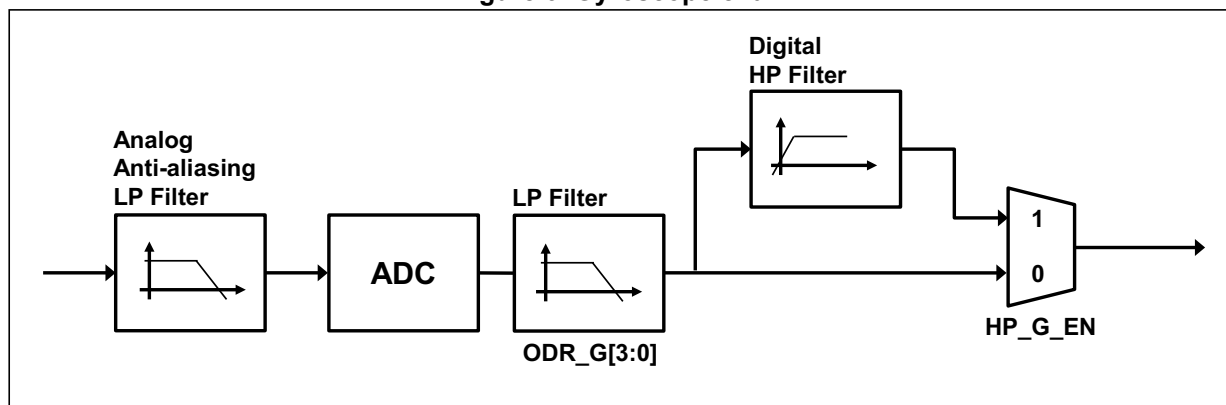 Digital
HP Filter
Analog
Anti-aliasing
LP Filter
LP Filter
ADC
1
0
HP_G_EN
ODR_G[3:0]